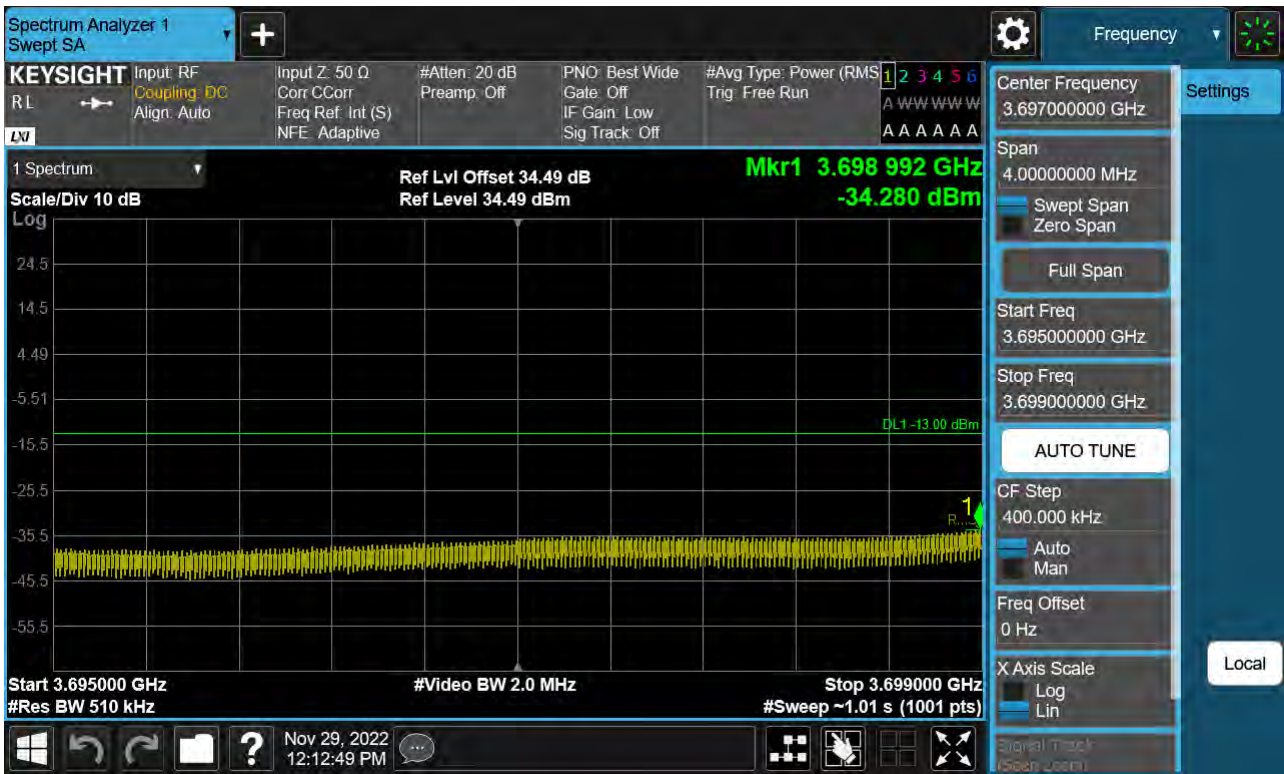 Spectrum Analyzer 1
Swept SA
+
Frequency
KEYSIGHT
R L
LXI
Input: RF
Coupling: DC
Align: Auto
Input Z: 50 Ω
Corr CCorr
Freq Ref: Int (S)
NFE: Adaptive
#Atten: 20 dB
Preamp: Off
PNO: Best Wide
Gate: Off
IF Gain: Low
Sig Track: Off
#Avg Type: Power (RMS
Trig: Free Run
1 2 3 4 5 6
A WW WW W
A A A A A A
1 Spectrum
Scale/Div 10 dB
Log
Ref Lvl Offset 34.49 dB
Ref Level 34.49 dBm
Mkr1 3.698 992 GHz
-34.280 dBm
24.5
14.5
4.49
-5.51
DL1 -13.00 dBm
-15.5
-25.5
1
-35.5
-45.5
-55.5
Start 3.695000 GHz
#Res BW 510 kHz
#Video BW 2.0 MHz
Stop 3.699000 GHz
#Sweep ~1.01 s (1001 pts)
Center Frequency
3.697000000 GHz
Settings
Span
4.00000000 MHz
Swept Span
Zero Span
Full Span
Start Freq
3.695000000 GHz
Stop Freq
3.699000000 GHz
AUTO TUNE
CF Step
400.000 kHz
Auto
Man
Freq Offset
0 Hz
X Axis Scale
Log
Lin
Local
Signal Track
(Span Zoom)
?
Nov 29, 2022
12:12:49 PM